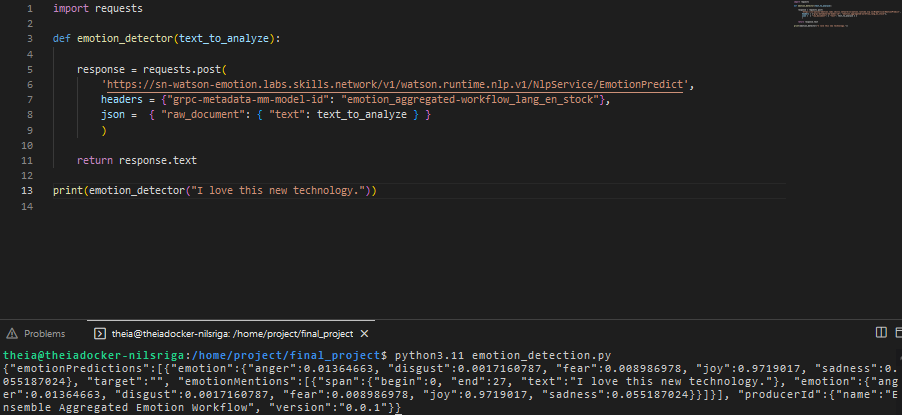 1 import requests
2
3 def emotion_detector(text_to_analyze):
4
5     response = requests.post(
6         'https://sn-watson-emotion.labs.skills.network/v1/watson.runtime.nlp.v1/NlpService/EmotionPredict',
7         headers = {"grpc-metadata-mm-model-id": "emotion_aggregated-workflow_lang_en_stock"},
8         json =  { "raw_document": { "text": text_to_analyze } }
9         )
10
11     return response.text
12
13 print(emotion_detector("I love this new technology."))
14
Problems theia@theiadocker-nilsriga: /home/project/final_project
theia@theiadocker-nilsriga:/home/project/final_project$ python3.11 emotion_detection.py
{"emotionPredictions":[{"emotion":{"anger":0.01364663, "disgust":0.0017160787, "fear":0.008986978, "joy":0.9719017, "sadness":0.
055187024}, "target":"", "emotionMentions":[{"span":{"begin":0, "end":27, "text":"I love this new technology."}, "emotion":{"ang
er":0.01364663, "disgust":0.0017160787, "fear":0.008986978, "joy":0.9719017, "sadness":0.055187024}}]}], "producerId":{"name":"E
nsemble Aggregated Emotion Workflow", "version":"0.0.1"}}